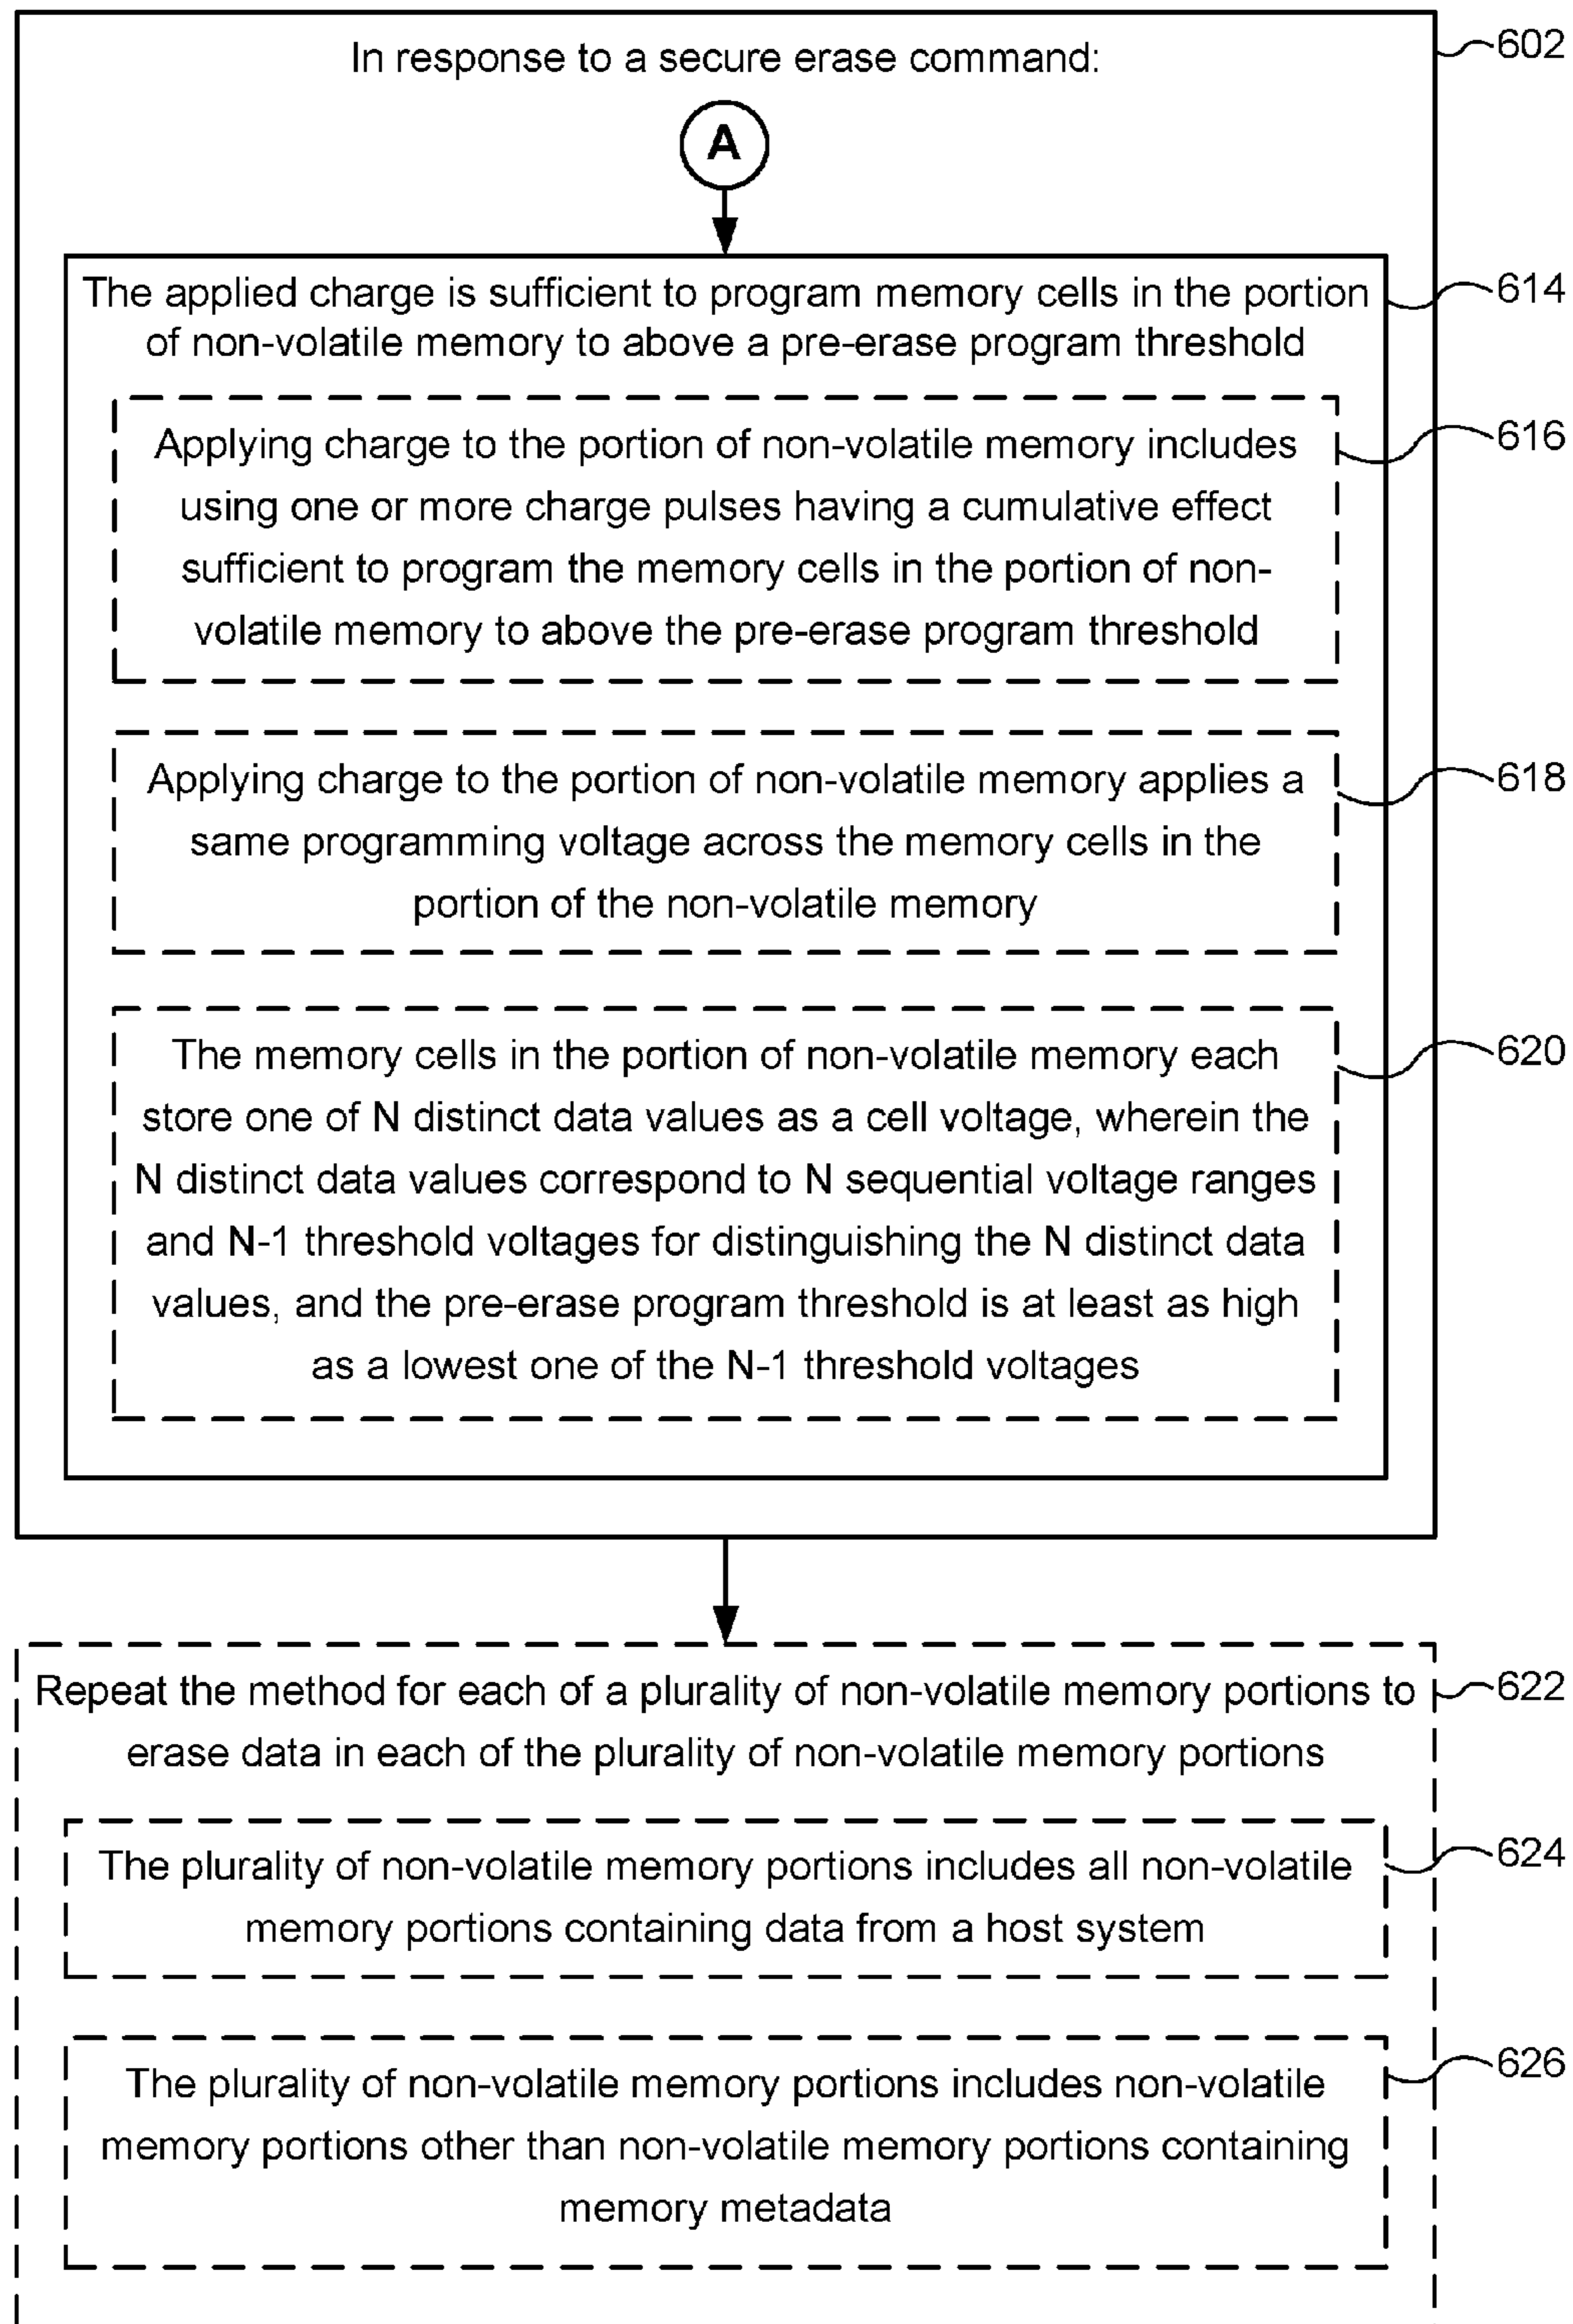 In response to a secure erase command:
602
A
The applied charge is sufficient to program memory cells in the portion
of non-volatile memory to above a pre-erase program threshold
614
Applying charge to the portion of non-volatile memory includes
using one or more charge pulses having a cumulative effect
sufficient to program the memory cells in the portion of non-
volatile memory to above the pre-erase program threshold
616
Applying charge to the portion of non-volatile memory applies a
same programming voltage across the memory cells in the
portion of the non-volatile memory
618
The memory cells in the portion of non-volatile memory each
store one of N distinct data values as a cell voltage, wherein the
N distinct data values correspond to N sequential voltage ranges
and N-1 threshold voltages for distinguishing the N distinct data
values, and the pre-erase program threshold is at least as high
as a lowest one of the N-1 threshold voltages
620
Repeat the method for each of a plurality of non-volatile memory portions to
erase data in each of the plurality of non-volatile memory portions
622
The plurality of non-volatile memory portions includes all non-volatile
memory portions containing data from a host system
624
The plurality of non-volatile memory portions includes non-volatile
memory portions other than non-volatile memory portions containing
memory metadata
626